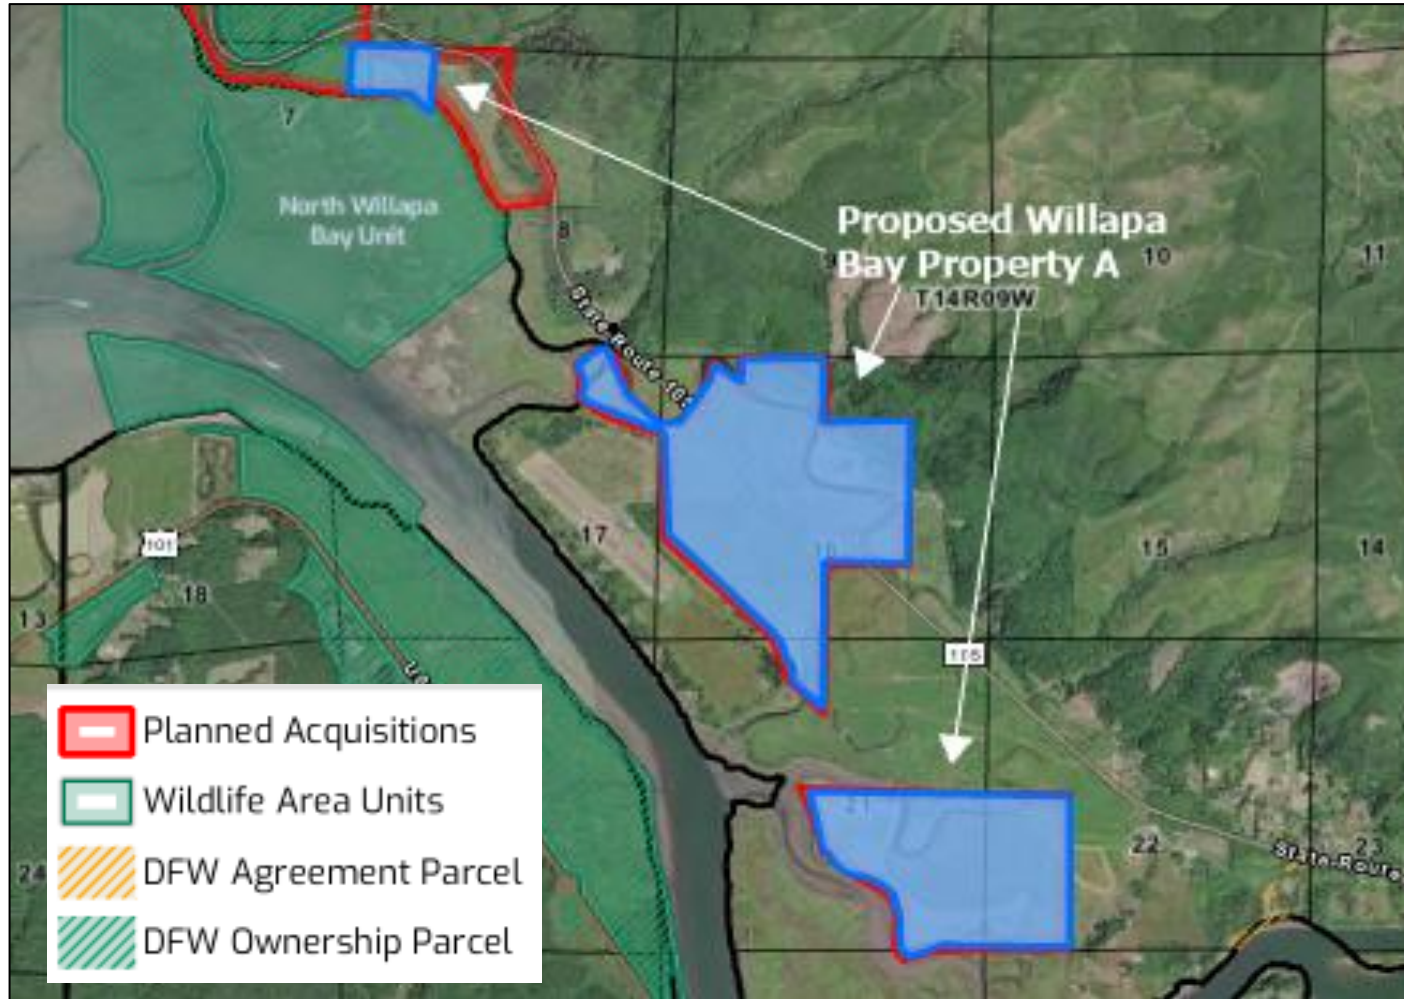 7
North Willapa
Bay Unit
8
Proposed Willapa
Bay Property A
10
11
T14R09W
State Route 105
17
15
14
101
18
13
105
Planned Acquisitions
Wildlife Area Units
DFW Agreement Parcel
DFW Ownership Parcel
24
22
23
State Route